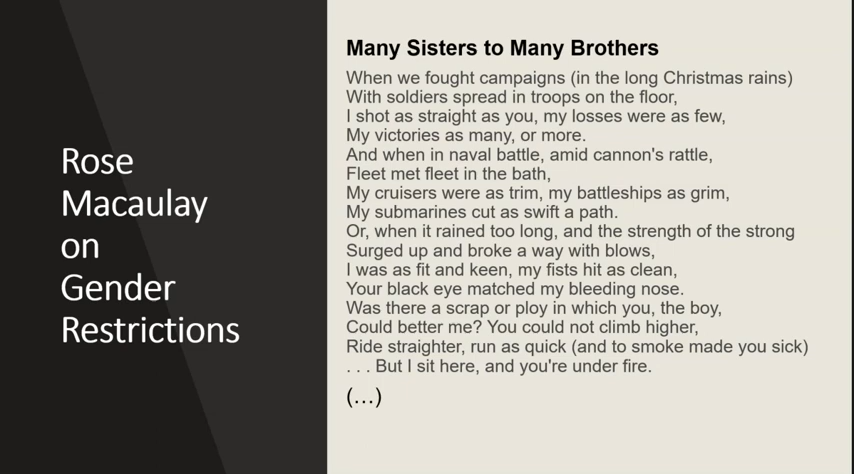 Rose
Macaulay
on
Gender
Restrictions
Many Sisters to Many Brothers
When we fought campaigns (in the long Christmas rains)
With soldiers spread in troops on the floor,
I shot as straight as you, my losses were as few,
My victories as many, or more.
And when in naval battle, amid cannon's rattle,
Fleet met fleet in the bath,
My cruisers were as trim, my battleships as grim,
My submarines cut as swift a path.
Or, when it rained too long, and the strength of the strong
Surged up and broke a way with blows,
I was as fit and keen, my fists hit as clean,
Your black eye matched my bleeding nose.
Was there a scrap or ploy in which you, the boy,
Could better me? You could not climb higher,
Ride straighter, run as quick (and to smoke made you sick)
. . . But I sit here, and you're under fire.
(…)